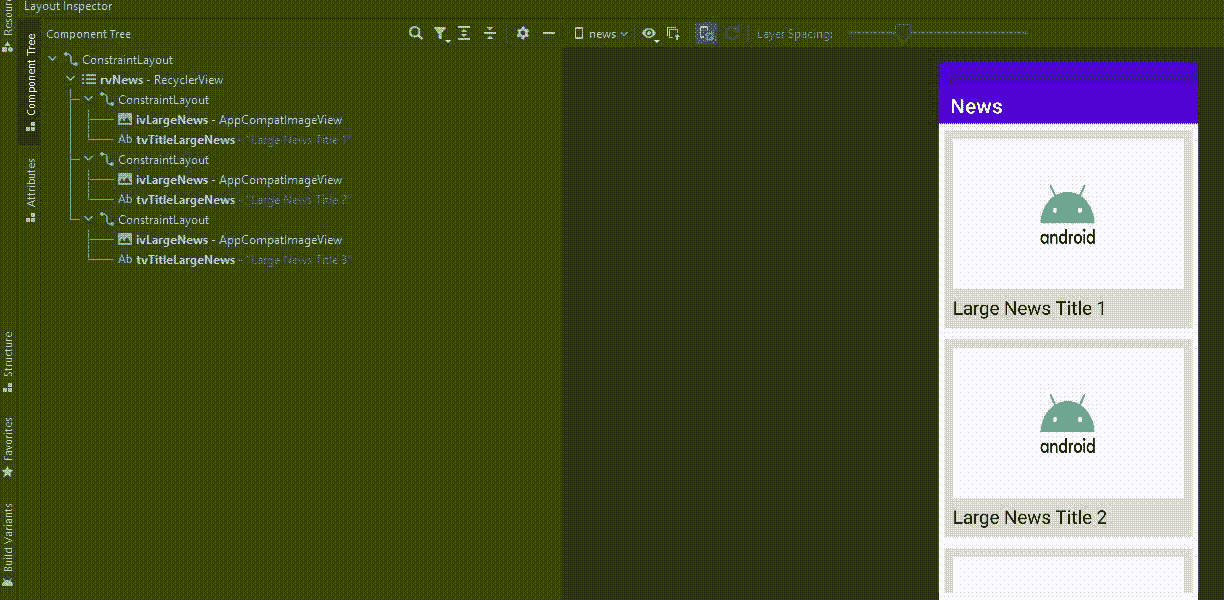 Layout Inspector
Resour
Component Tree
Attributes
Structure
Favorites
Build Variants
Component Tree
ConstraintLayout
rvNews - RecyclerView
ConstraintLayout
ivLargeNews - AppCompatImageView
Ab tvTitleLargeNews - "Large News Title 1"
ConstraintLayout
ivLargeNews - AppCompatImageView
Ab tvTitleLargeNews - "Large News Title 2"
ConstraintLayout
ivLargeNews - AppCompatImageView
Ab tvTitleLargeNews - "Large News Title 3"
news
Layer Spacing:
News
android
Large News Title 1
android
Large News Title 2